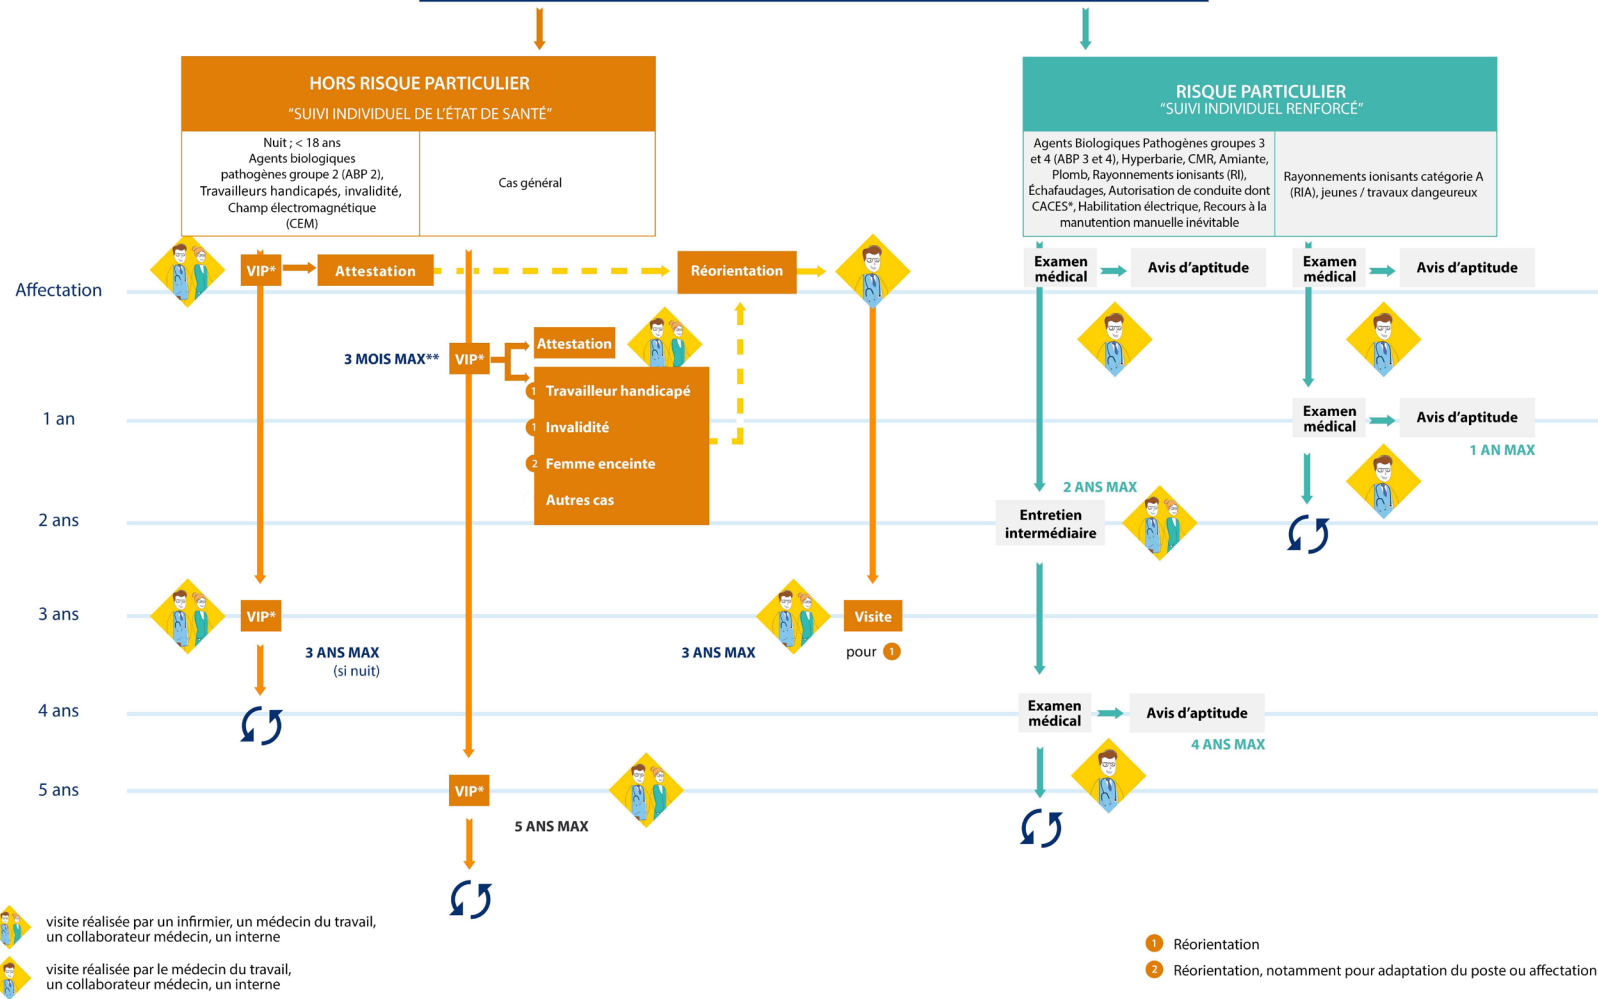 HORS RISQUE PARTICULIER
“SUIVI INDIVIDUEL DE L’ÉTAT DE SANTÉ”
Nuit ; < 18 ans
Agents biologiques
pathogènes groupe 2 (ABP 2),
Travailleurs handicapés, invalidité,
Champ électromagnétique
(CEM)
Cas général
RISQUE PARTICULIER
“SUIVI INDIVIDUEL RENFORCÉ”
Agents Biologiques Pathogènes groupes 3
et 4 (ABP 3 et 4), Hyperbarie, CMR, Amiante,
Plomb, Rayonnements ionisants (RI),
Échafaudages, Autorisation de conduite dont
CACES*, Habilitation électrique, Recours à la
manutention manuelle inévitable
Rayonnements ionisants catégorie A
(RIA), jeunes / travaux dangeureux
Affectation
VIP*
Attestation
Réorientation
Examen
médical
Avis d’aptitude
Examen
médical
Avis d’aptitude
3 MOIS MAX**
VIP*
Attestation
1 Travailleur handicapé
1 Invalidité
2 Femme enceinte
Autres cas
1 an
Examen
médical
Avis d’aptitude
1 AN MAX
2 ans
2 ANS MAX
Entretien
intermédiaire
3 ans
VIP*
3 ANS MAX
(si nuit)
3 ANS MAX
Visite
pour 1
4 ans
Examen
médical
Avis d’aptitude
4 ANS MAX
5 ans
VIP*
5 ANS MAX
visite réalisée par un infirmier, un médecin du travail,
un collaborateur médecin, un interne
visite réalisée par le médecin du travail,
un collaborateur médecin, un interne
1 Réorientation
2 Réorientation, notamment pour adaptation du poste ou affectation